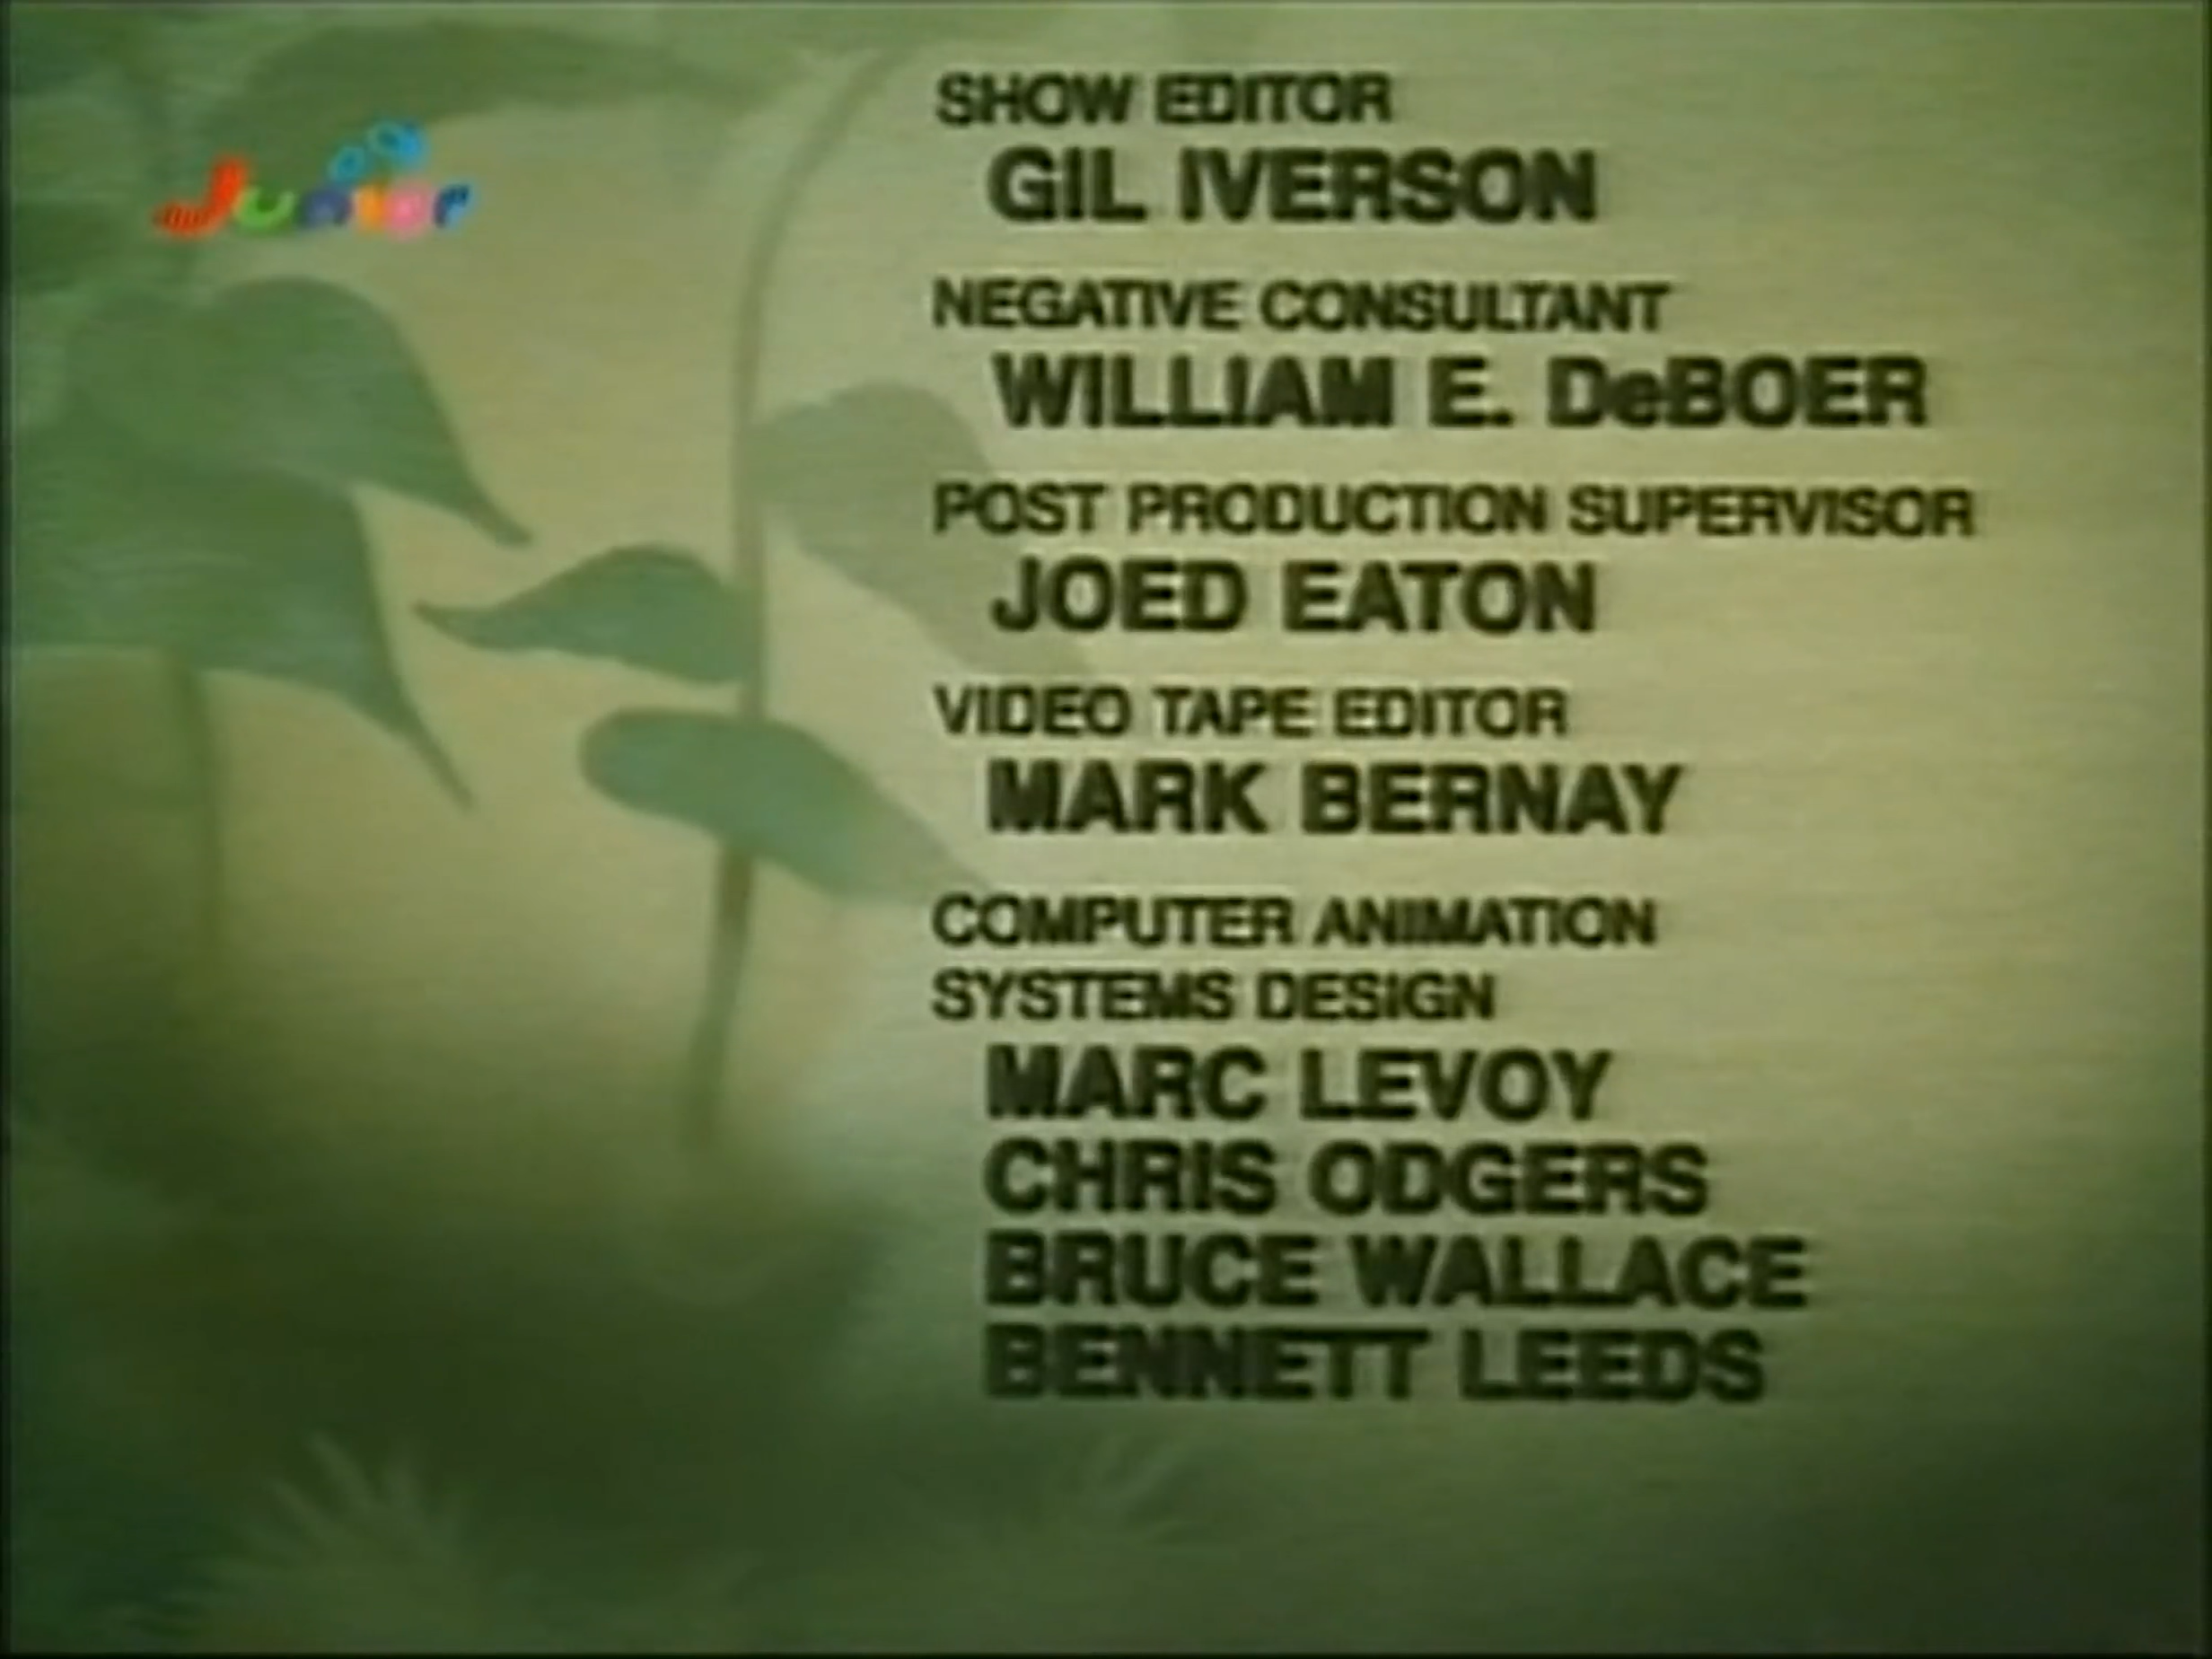 Junior
SHOW EDITOR
GIL IVERSON
NEGATIVE CONSULTANT
WILLIAM E. DeBOER
POST PRODUCTION SUPERVISOR
JOED EATON
VIDEO TAPE EDITOR
MARK BERNAY
COMPUTER ANIMATION
SYSTEMS DESIGN
MARC LEVOY
CHRIS ODGERS
BRUCE WALLACE
BENNETT LEEDS